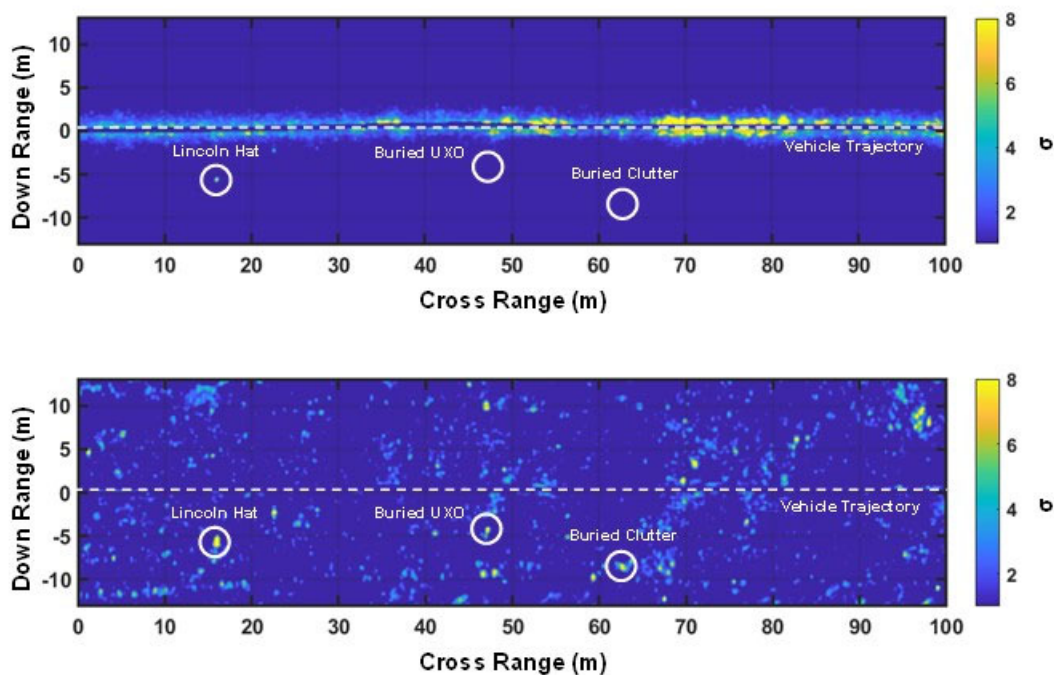 Down Range (m)
10
5
0
-5
-10
Lincoln Hat
Buried UXO
Buried Clutter
Vehicle Trajectory
0 10 20 30 40 50 60 70 80 90 100
Cross Range (m)
8
6
4
2
σ
Down Range (m)
10
5
0
-5
-10
Lincoln Hat
Buried UXO
Buried Clutter
Vehicle Trajectory
0 10 20 30 40 50 60 70 80 90 100
Cross Range (m)
8
6
4
2
σ